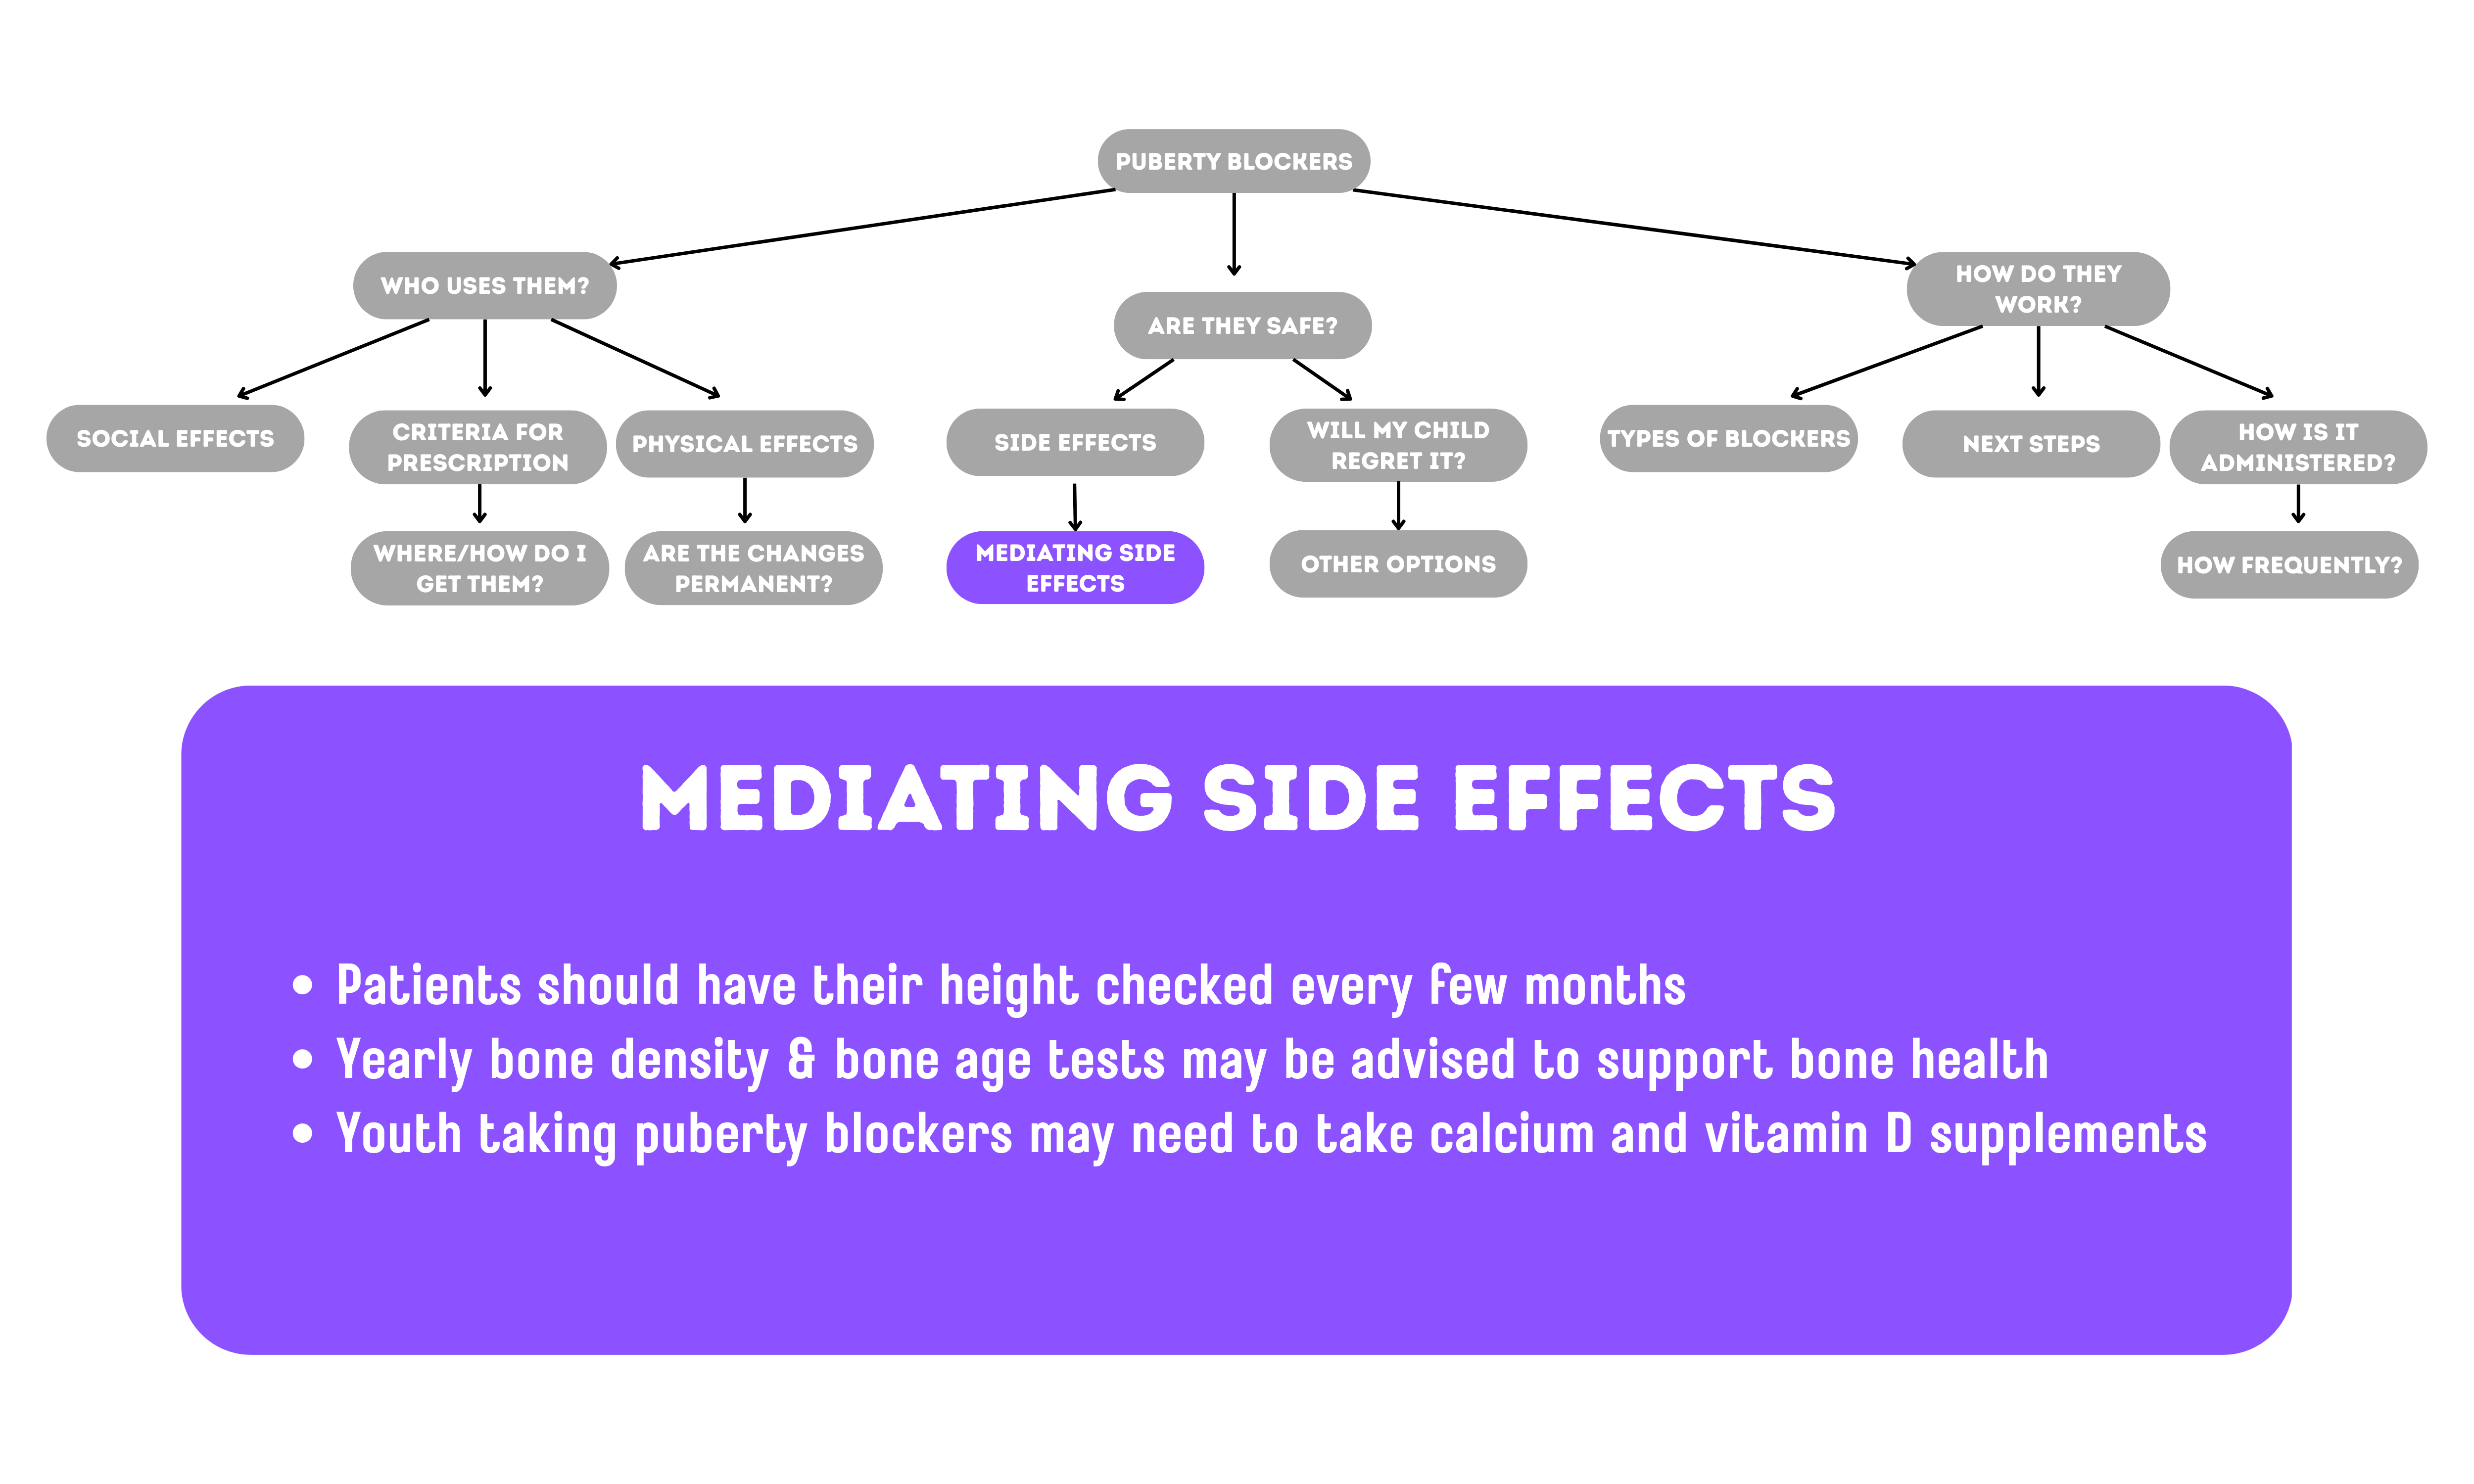 PUBERTY BLOCKERS
WHO USES THEM?
ARE THEY SAFE?
HOW DO THEY
WORK?
SOCIAL EFFECTS
CRITERIA FOR
PRESCRIPTION
PHYSICAL EFFECTS
SIDE EFFECTS
WILL MY CHILD
REGRET IT?
TYPES OF BLOCKERS
NEXT STEPS
HOW IS IT
ADMINISTERED?
WHERE/HOW DO I
GET THEM?
ARE THE CHANGES
PERMANENT?
MEDIATING SIDE
EFFECTS
OTHER OPTIONS
HOW FREQUENTLY?
MEDIATING SIDE EFFECTS
• Patients should have their height checked every few months
• Yearly bone density & bone age tests may be advised to support bone health
• Youth taking puberty blockers may need to take calcium and vitamin D supplements